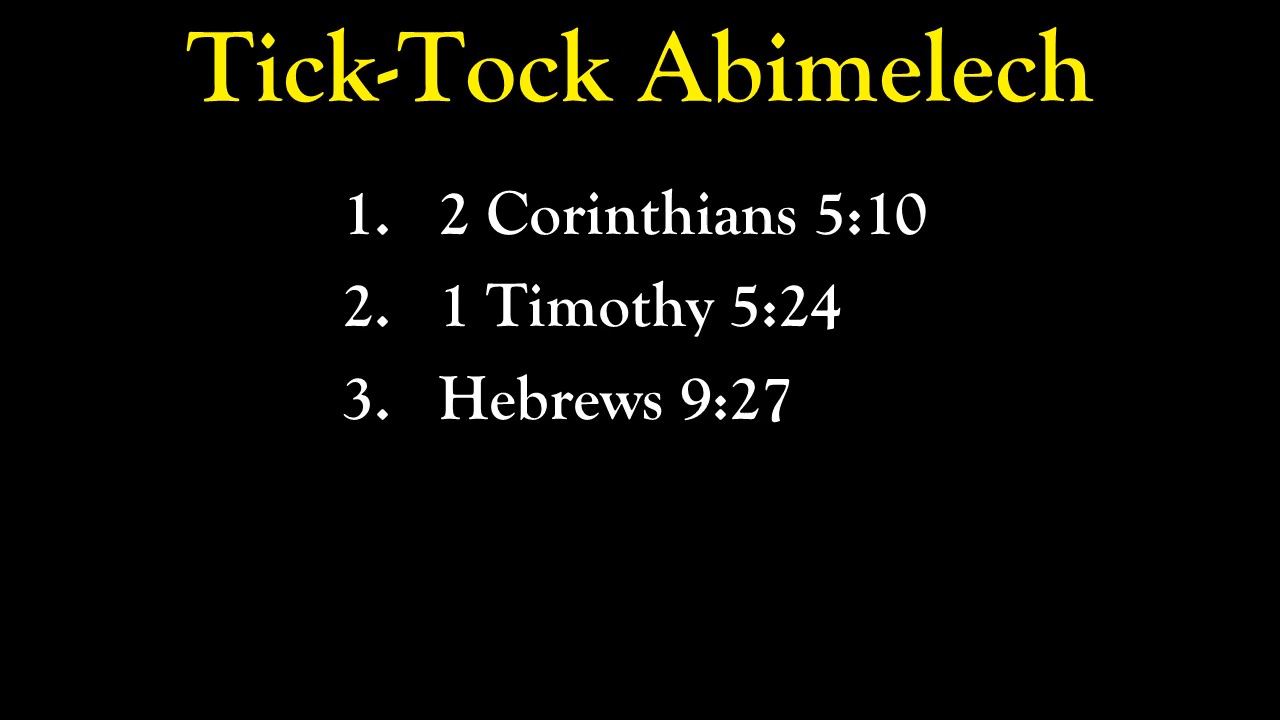 Tick-Tock Abimelech
1. 2 Corinthians 5:10
2. 1 Timothy 5:24
3. Hebrews 9:27